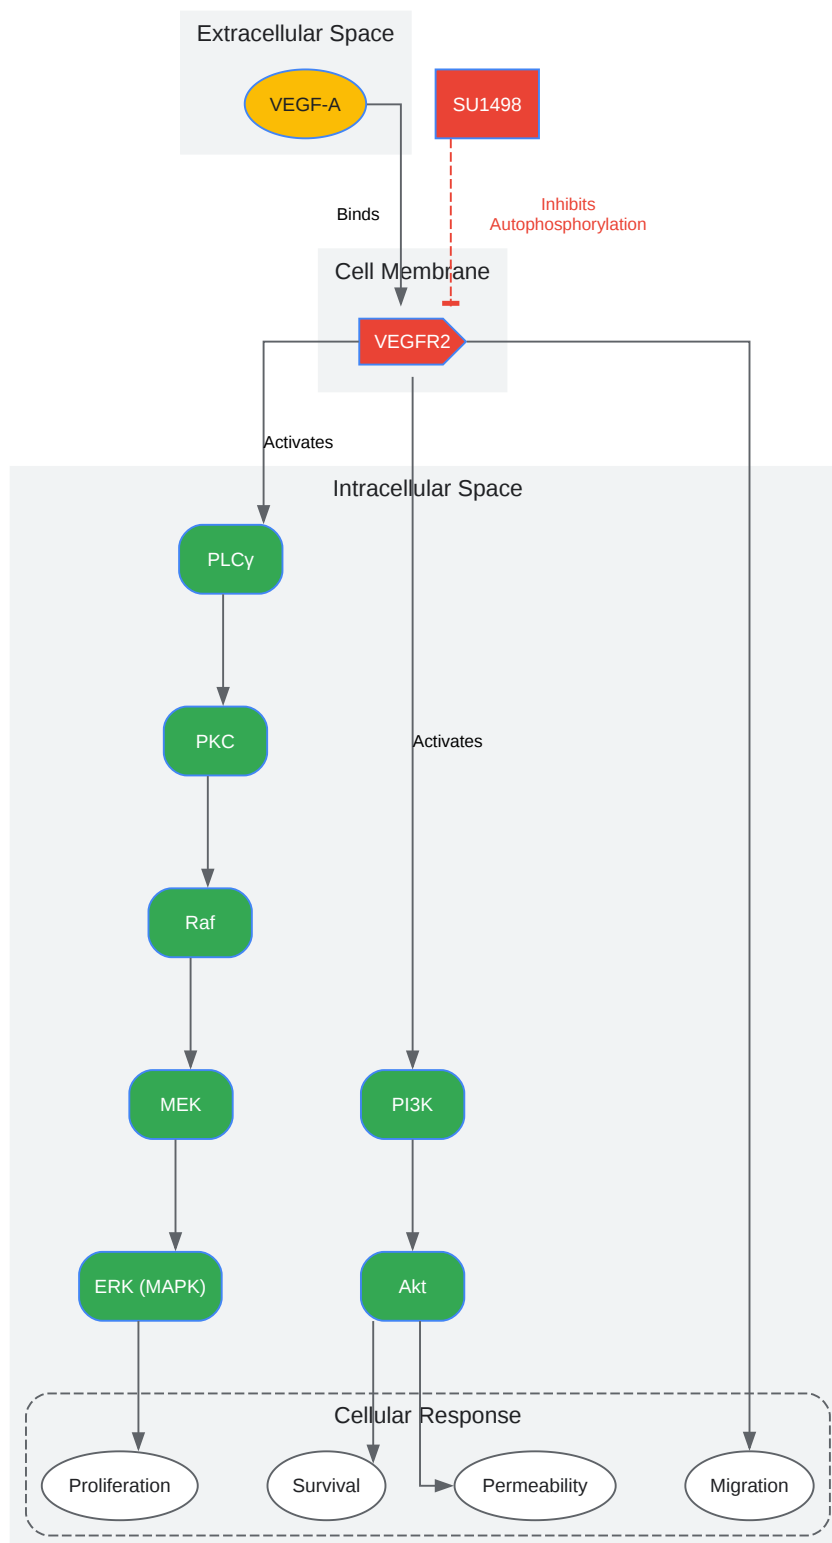 Extracellular Space
VEGF-A
SU1498
Binds
Inhibits
Autophosphorylation
Cell Membrane
VEGFR2
Activates
Intracellular Space
PLCγ
PKC
Activates
Raf
MEK
PI3K
ERK (MAPK)
Akt
Cellular Response
Proliferation
Survival
Permeability
Migration